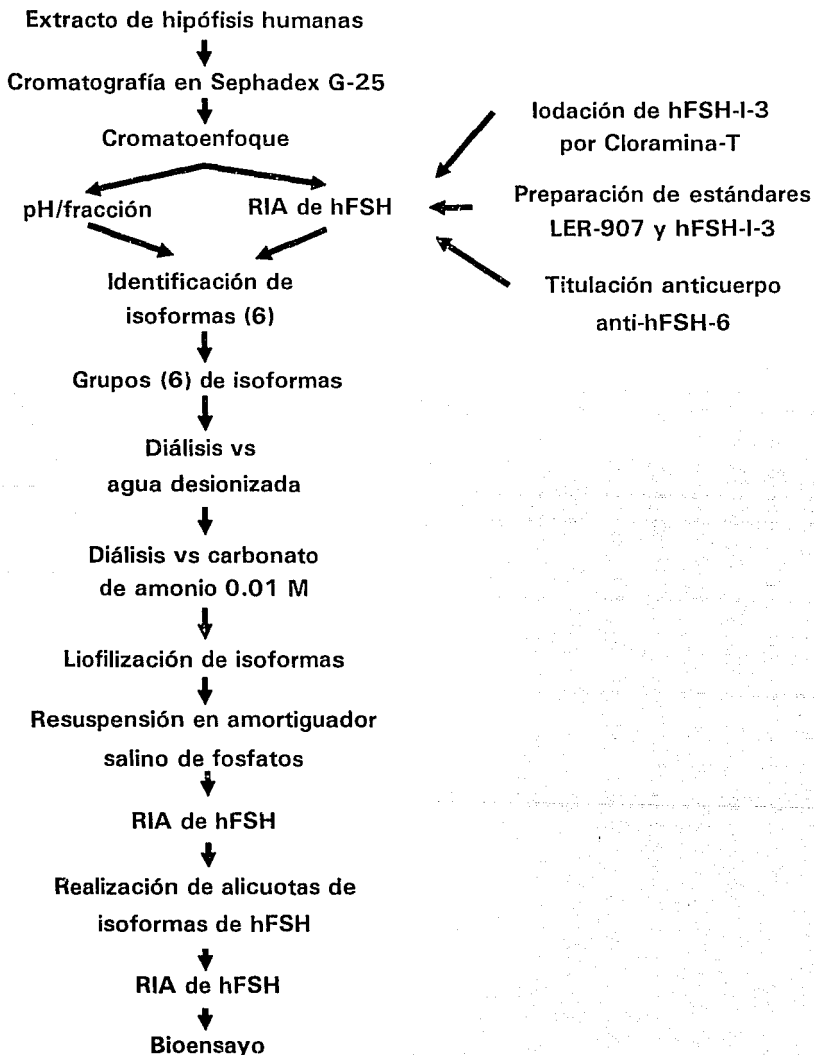 Extracto de hipófisis humanas
Cromatografía en Sephadex G-25
Cromatoenfoque
pH/fracción
RIA de hFSH
Iodación de hFSH-I-3
por Cloramina-T
Preparación de estándares
LER-907 y hFSH-I-3
Titulación anticuerpo
anti-hFSH-6
Identificación de
isoformas (6)
Grupos (6) de isoformas
Diálisis vs
agua desionizada
Diálisis vs carbonato
de amonio 0.01 M
Liofilización de isoformas
Resuspensión en amortiguador
salino de fosfatos
RIA de hFSH
Realización de alicuotas de
isoformas de hFSH
RIA de hFSH
Bioensayo